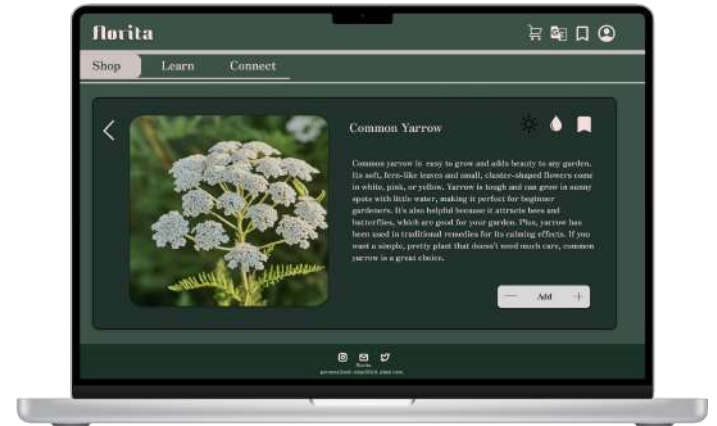 florita
Shop Learn Connect
Common Yarrow
Common yarrow is easy to grow and adds beauty to any garden.
Its soft, fern-like leaves and small, cluster-shaped flowers come
in white, pink, or yellow. Yarrow is tough and can grow in sunny
spots with little water, making it perfect for beginner
gardeners. It's also helpful because it attracts bees and
butterflies, which are good for your garden. Plus, yarrow has
been used in traditional remedies for its calming effects. If you
want a simple, pretty plant that doesn't need much care, common
yarrow is a great choice.
Add
florita
personalized, simplified, plant care.